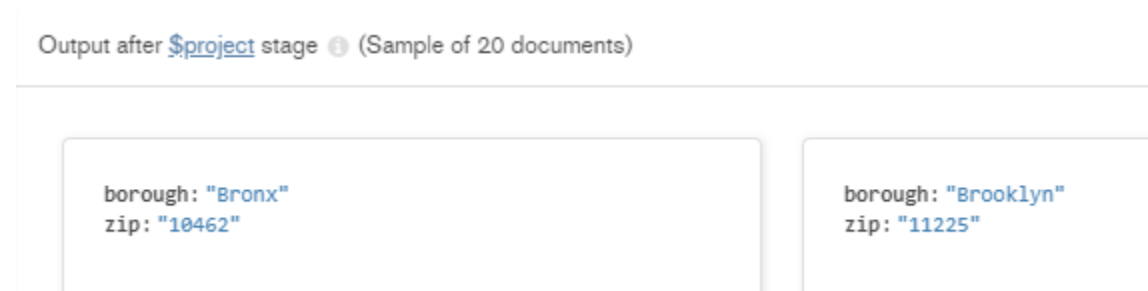 Output after $project stage (Sample of 20 documents)
borough: "Bronx"
zip: "10462"
borough: "Brooklyn"
zip: "11225"